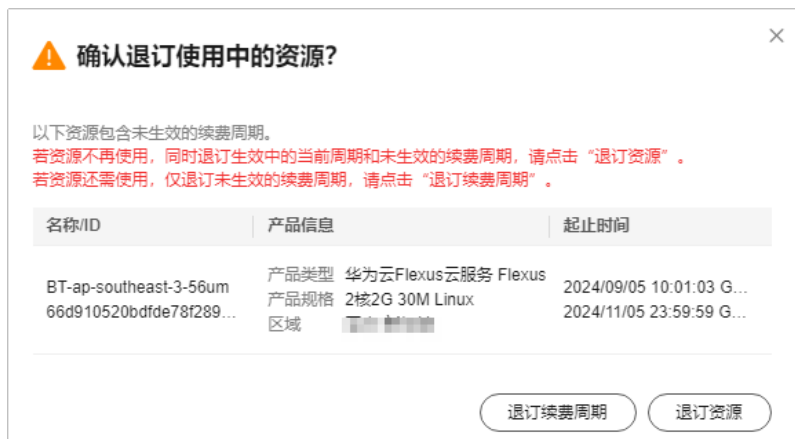 确认退订使用中的资源?
以下资源包含未生效的续费周期。
若资源不再使用，同时退订生效中的当前周期和未生效的续费周期，请点击“退订资源”。
若资源还需使用，仅退订未生效的续费周期，请点击“退订续费周期”。
名称/ID 产品信息 起止时间
BT-ap-southeast-3-56um
66d910520bdfde78f289...
产品类型 华为云Flexus云服务 Flexus
产品规格 2核2G 30M Linux
区域
2024/09/05 10:01:03 G...
2024/11/05 23:59:59 G...
退订续费周期 退订资源